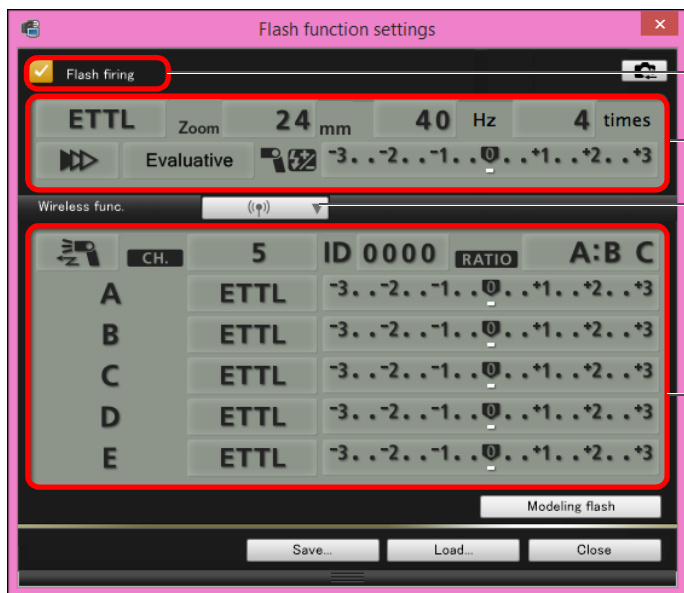 Flash function settings
Flash firing
ETTL Zoom 24 mm 40 Hz 4 times
Evaluative -3..-2..-1..0..+1..+2..+3
Wireless func.
CH. 5 ID 0000 RATIO A:B C
A ETTL -3..-2..-1..0..+1..+2..+3
B ETTL -3..-2..-1..0..+1..+2..+3
C ETTL -3..-2..-1..0..+1..+2..+3
D ETTL -3..-2..-1..0..+1..+2..+3
E ETTL -3..-2..-1..0..+1..+2..+3
Modeling flash
Save... Load... Close